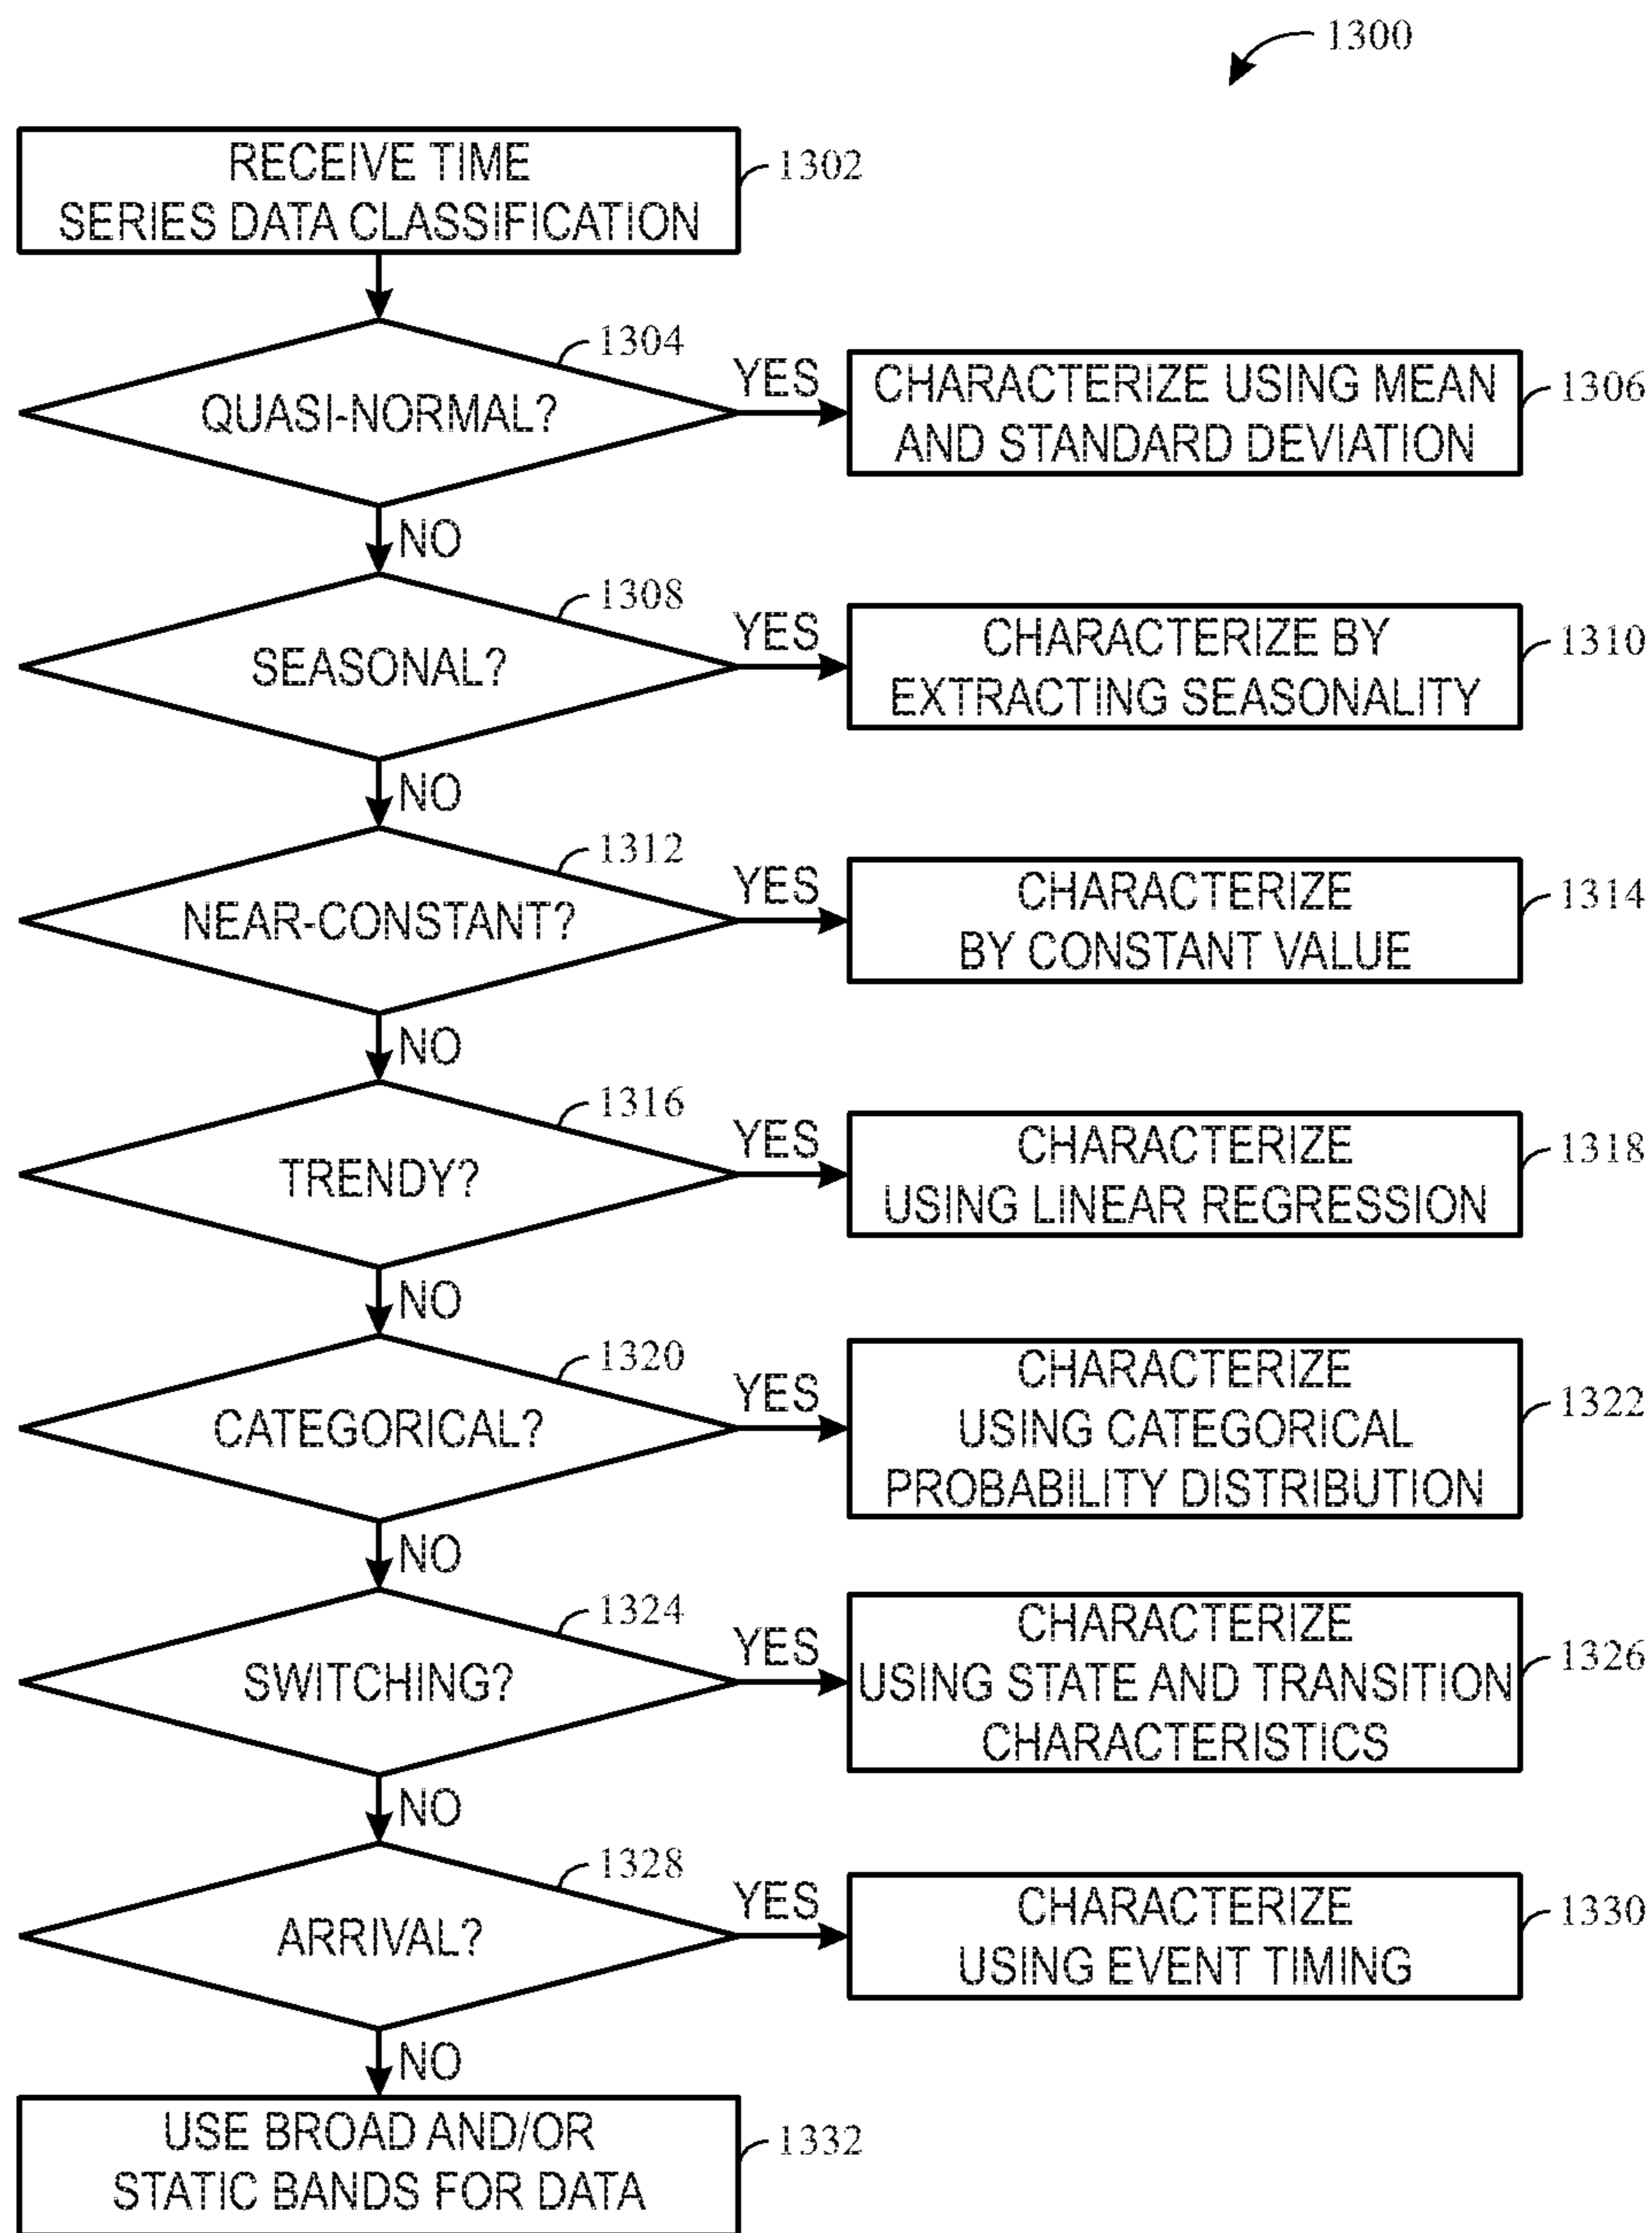 1300
RECEIVE TIME
SERIES DATA CLASSIFICATION
1302
1304
QUASI-NORMAL?
YES
CHARACTERIZE USING MEAN
AND STANDARD DEVIATION
1306
NO
1308
SEASONAL?
YES
CHARACTERIZE BY
EXTRACTING SEASONALITY
1310
NO
1312
NEAR-CONSTANT?
YES
CHARACTERIZE
BY CONSTANT VALUE
1314
NO
1316
TRENDY?
YES
CHARACTERIZE
USING LINEAR REGRESSION
1318
NO
1320
CATEGORICAL?
YES
CHARACTERIZE
USING CATEGORICAL
PROBABILITY DISTRIBUTION
1322
NO
1324
SWITCHING?
YES
CHARACTERIZE
USING STATE AND TRANSITION
CHARACTERISTICS
1326
NO
1328
ARRIVAL?
YES
CHARACTERIZE
USING EVENT TIMING
1330
NO
USE BROAD AND/OR
STATIC BANDS FOR DATA
1332